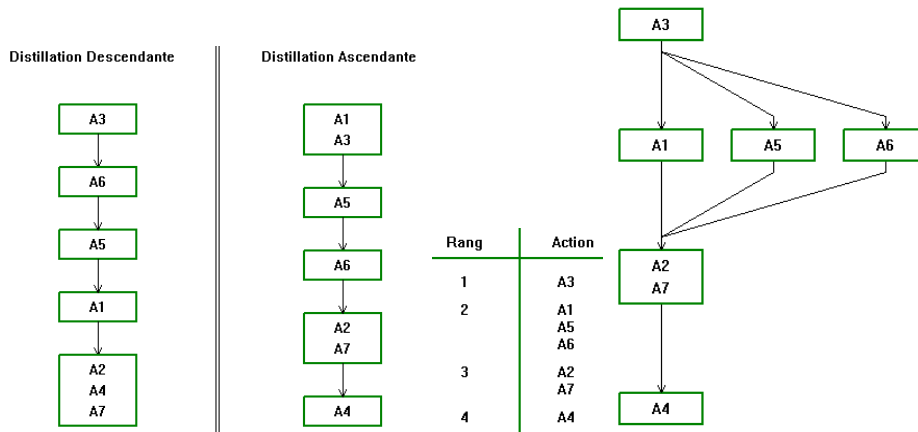 Distillation Descendante
A3
A6
A5
A1
A2
A4
A7
Distillation Ascendante
A1
A3
A5
A6
A2
A7
A4
Rang Action
1 A3
2 A1
A5
A6
3 A2
A7
4 A4
A3
A1 A5 A6
A2
A7
A4